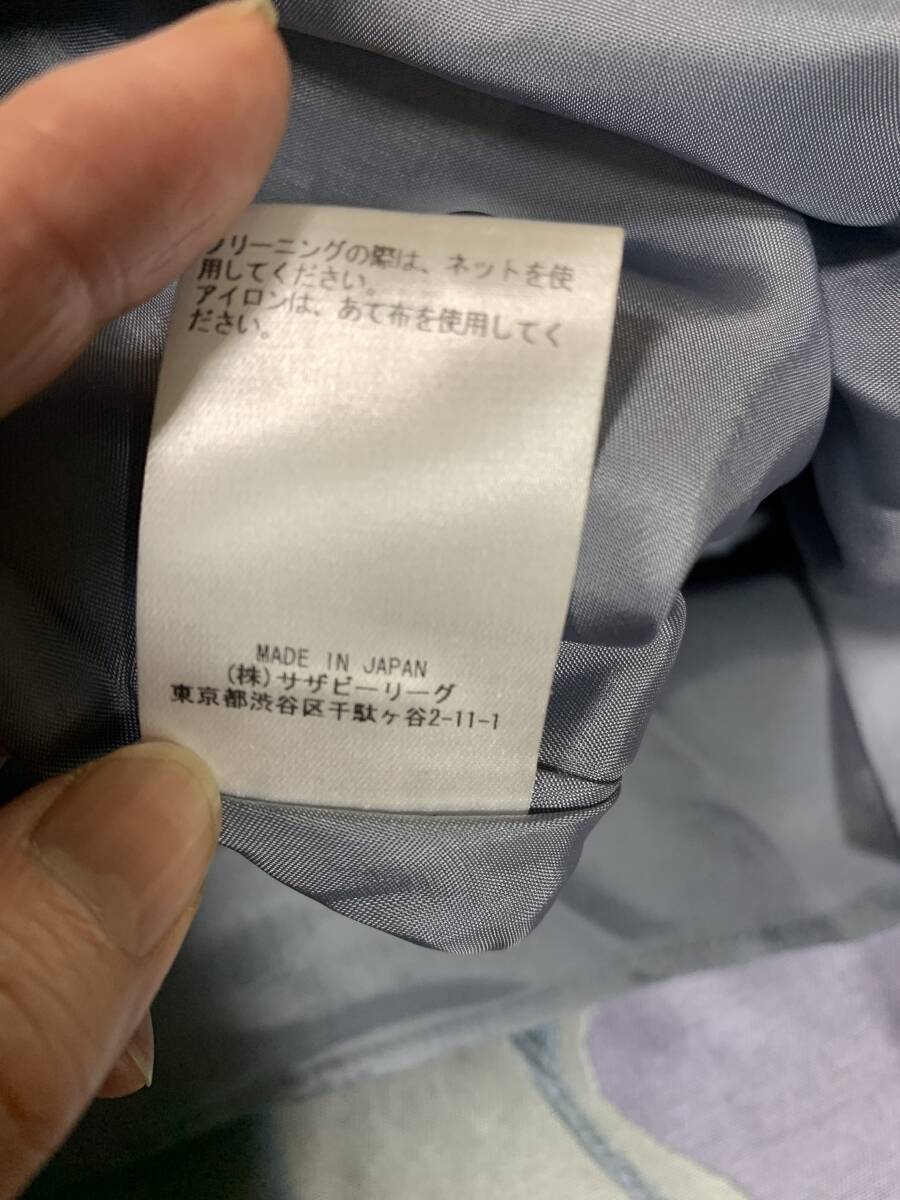 クリーニングの際は、ネットを使
用してください。
アイロンは、あて布を使用してく
ださい。
MADE IN JAPAN
(株)サザビーリーグ
東京都渋谷区千駄ヶ谷2-11-1